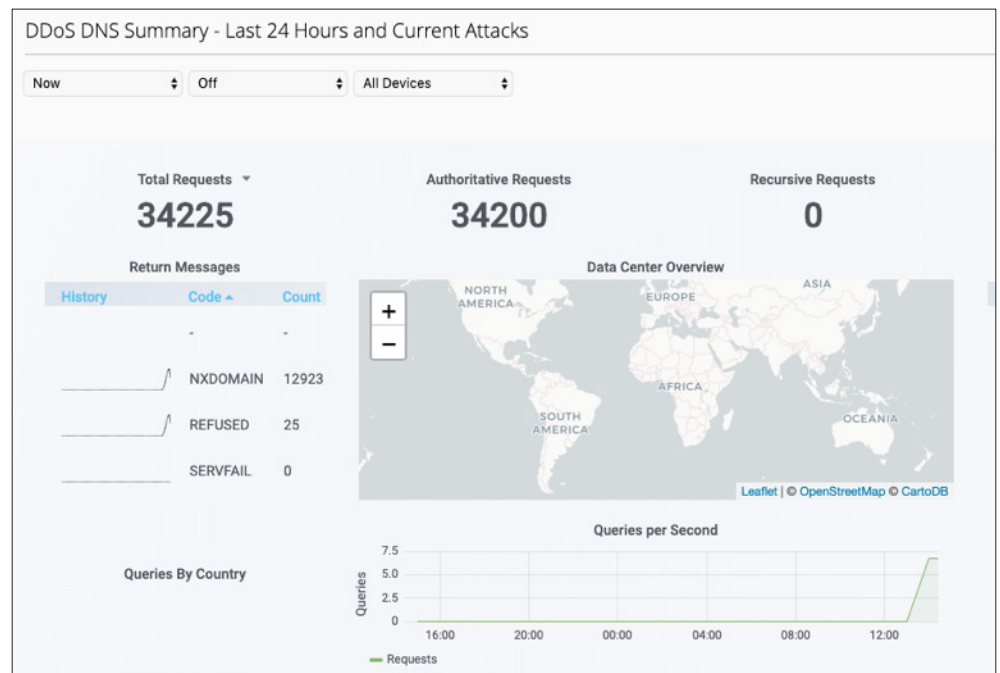 DDoS DNS Summary - Last 24 Hours and Current Attacks
Now Off All Devices
Total Requests Authoritative Requests Recursive Requests
34225 34200 0
Return Messages
History Code Count
- -
NXDOMAIN 12923
REFUSED 25
SERVFAIL 0
Data Center Overview
+
−
NORTH
AMERICA
EUROPE
ASIA
AFRICA
SOUTH
AMERICA
OCEANIA
Leaflet | © OpenStreetMap © CartoDB
Queries By Country
Queries per Second
Queries
7.5
5.0
2.5
0
16:00 20:00 00:00 04:00 08:00 12:00
Requests